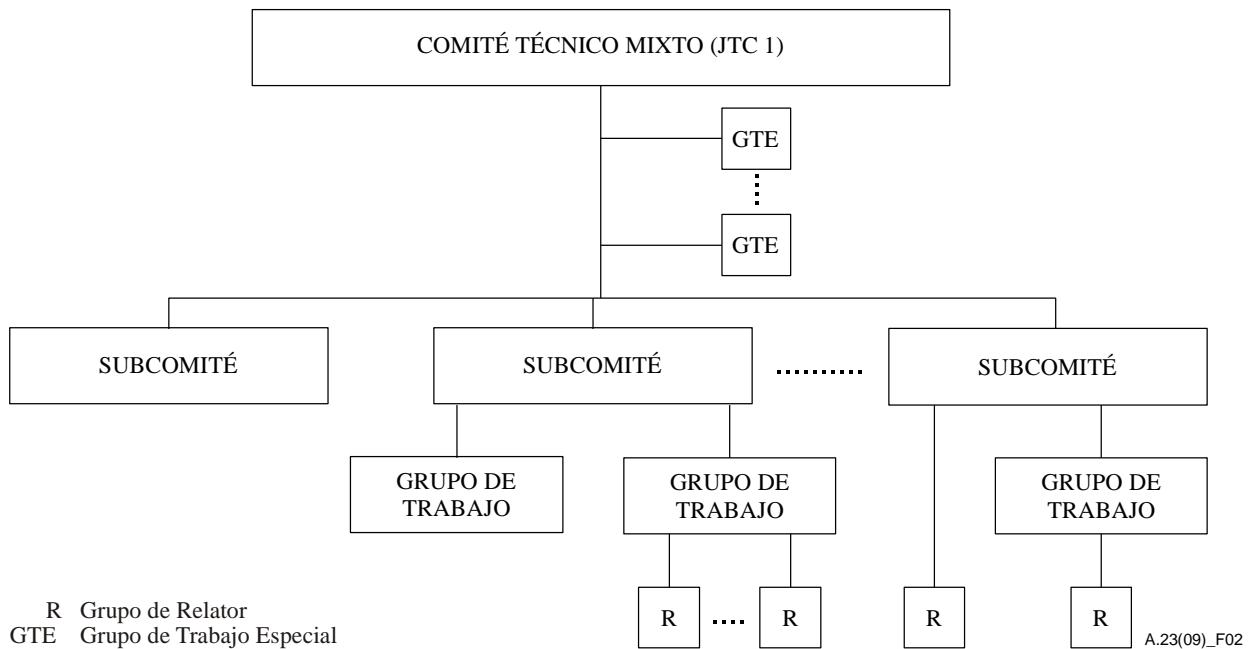 COMITÉ TÉCNICO MIXTO (JTC 1)
GTE
GTE
SUBCOMITÉ
SUBCOMITÉ
SUBCOMITÉ
GRUPO DE
TRABAJO
GRUPO DE
TRABAJO
GRUPO DE
TRABAJO
R
R
R
R
R Grupo de Relator
GTE Grupo de Trabajo Especial
A.23(09)_F02